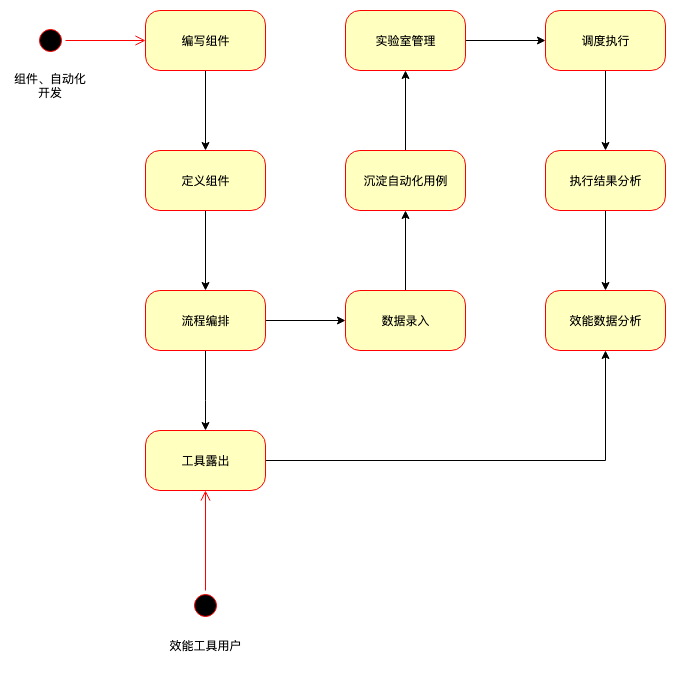 编写组件
实验室管理
调度执行
组件、自动化
开发
定义组件
沉淀自动化用例
执行结果分析
流程编排
数据录入
效能数据分析
工具露出
效能工具用户